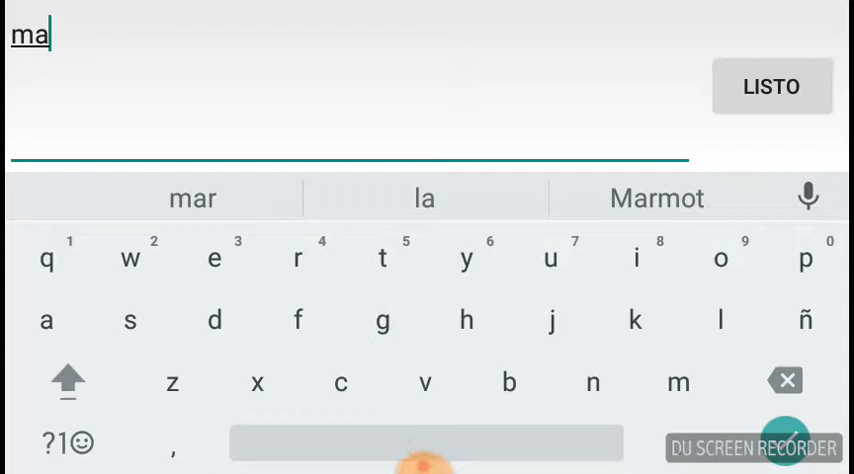 ma
LISTO
mar la Marmot
1 2 3 4 5 6 7 8 9 0
q w e r t y u i o p
a s d f g h j k l ñ
z x c v b n m
?1☺ ,
DU SCREEN RECORDER